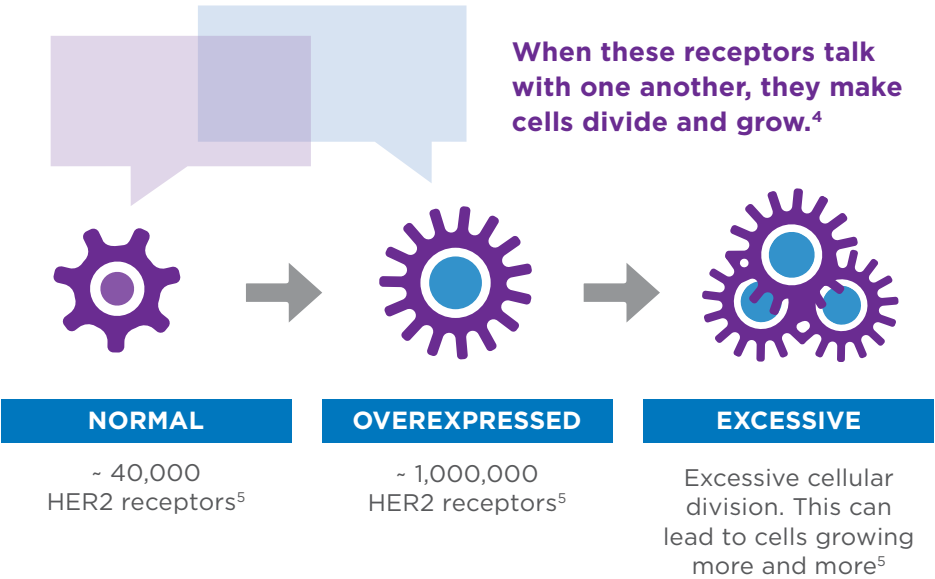 When these receptors talk
with one another, they make
cells divide and grow.⁴
NORMAL
~ 40,000
HER2 receptors⁵
OVEREXPRESSED
~ 1,000,000
HER2 receptors⁵
EXCESSIVE
Excessive cellular
division. This can
lead to cells growing
more and more⁵